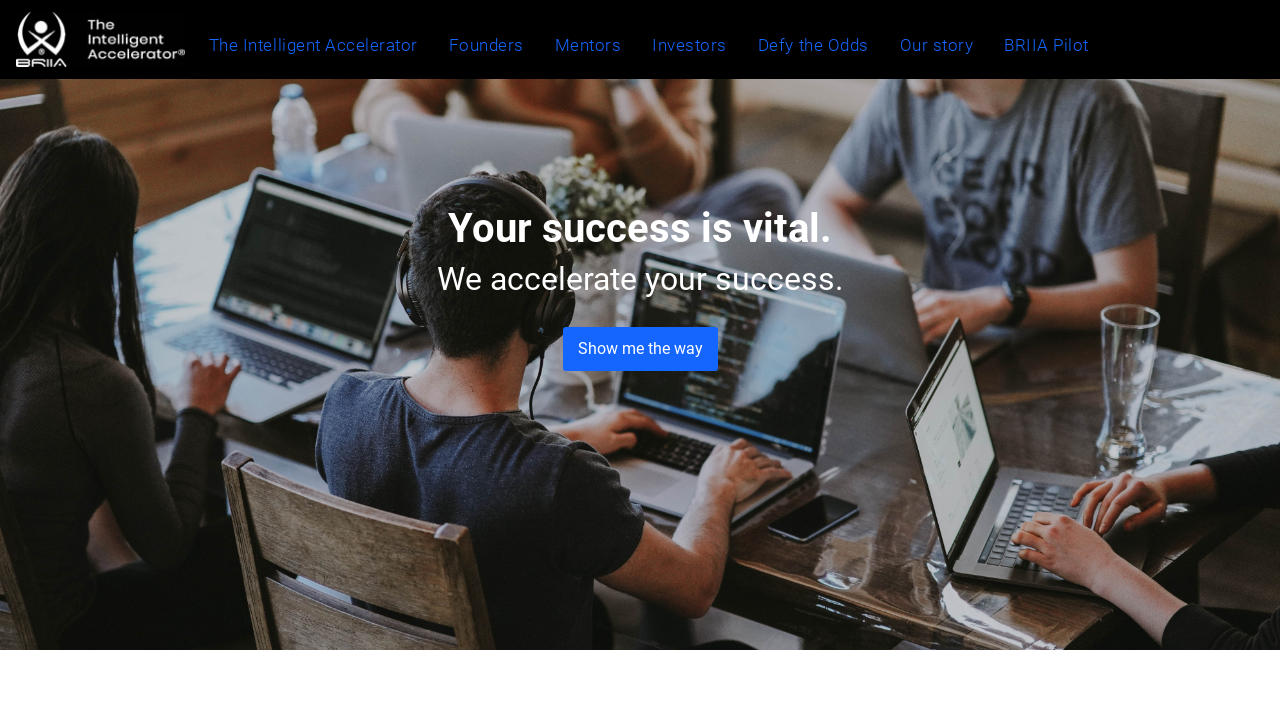 The
Intelligent
Accelerator®
BRIIA
The Intelligent Accelerator
Founders
Mentors
Investors
Defy the Odds
Our story
BRIIA Pilot
Your success is vital.
We accelerate your success.
Show me the way